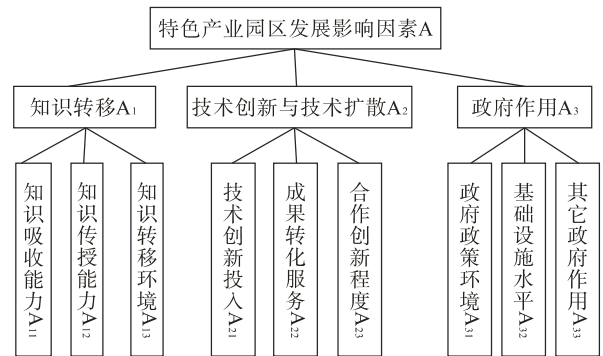 特色产业园区发展影响因素A
知识转移A₁
技术创新与技术扩散A₂
政府作用A₃
知识吸收能力A₁₁
知识传授能力A₁₂
知识转移环境A₁₃
技术创新投入A₂₁
成果转化服务A₂₂
合作创新程度A₂₃
政府政策环境A₃₁
基础设施水平A₃₂
其它政府作用A₃₃